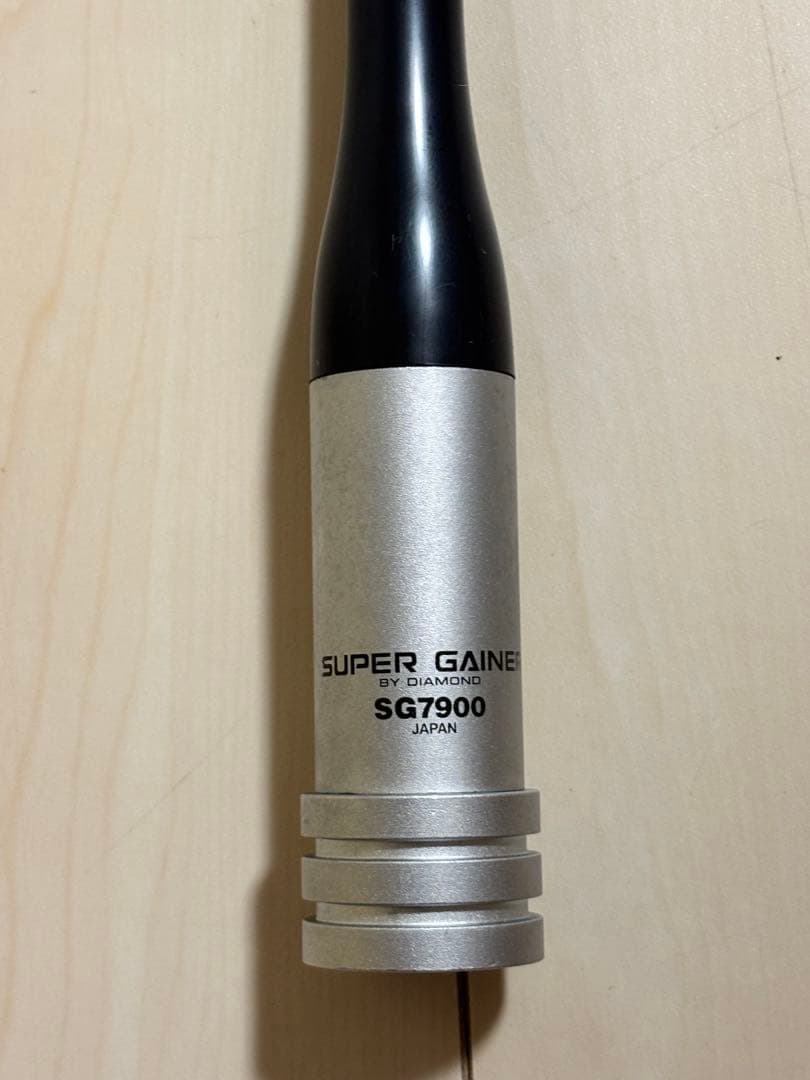 SUPER GAINER
BY DIAMOND
SG7900
JAPAN